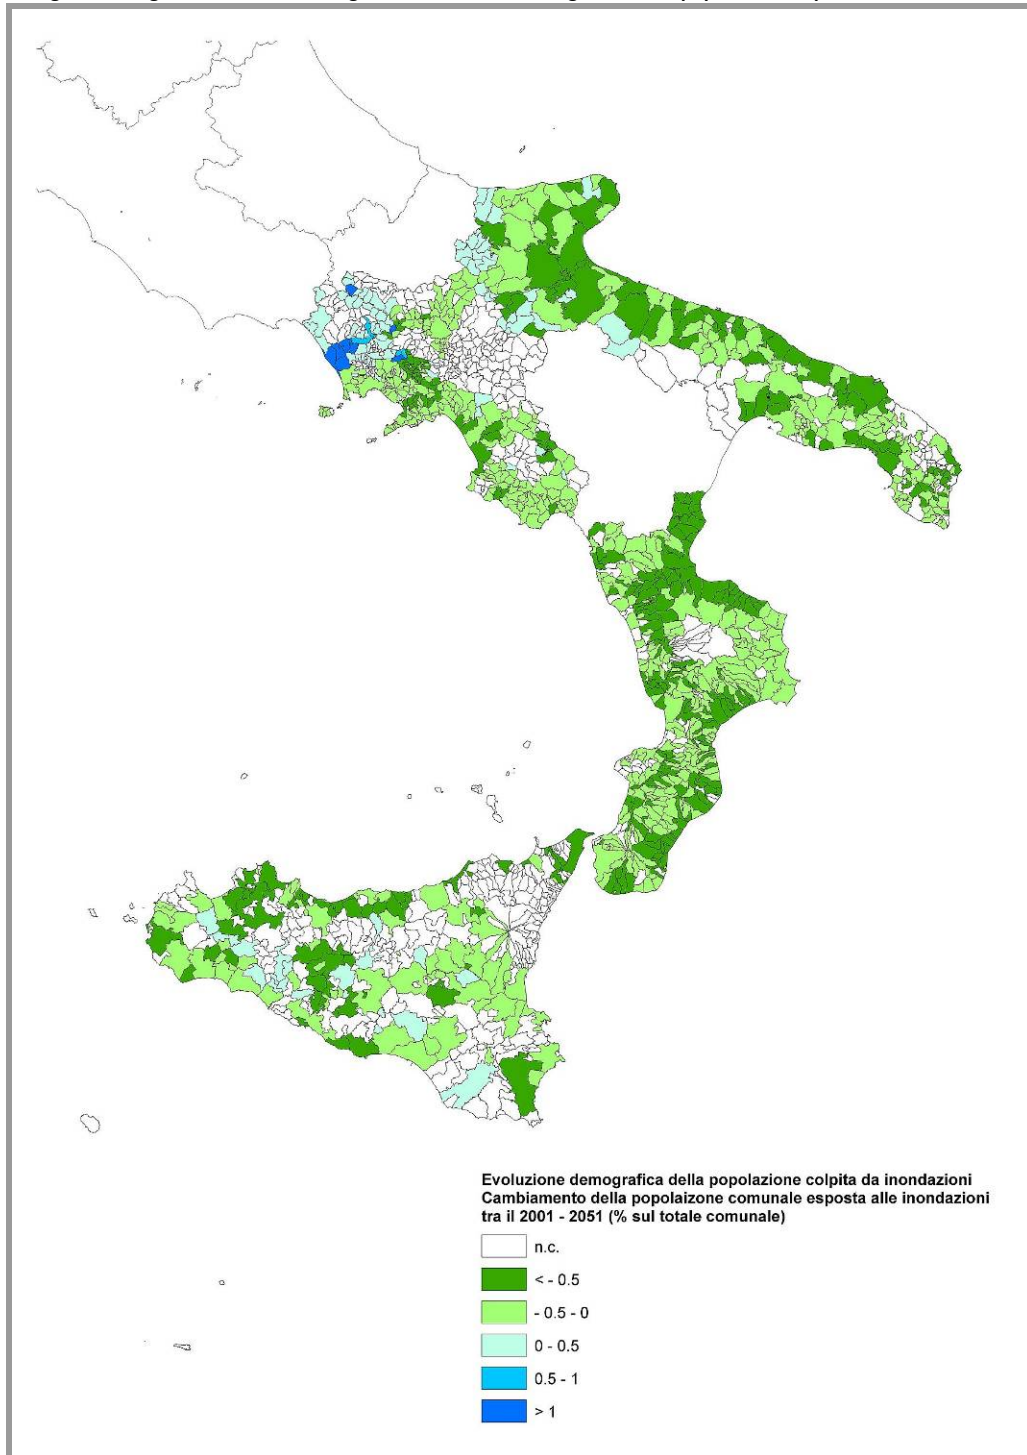 Evoluzione demografica della popolazione colpita da inondazioni
Cambiamento della popolaizone comunale esposta alle inondazioni
tra il 2001 - 2051 (% sul totale comunale)
n.c.
< - 0.5
- 0.5 - 0
0 - 0.5
0.5 - 1
> 1